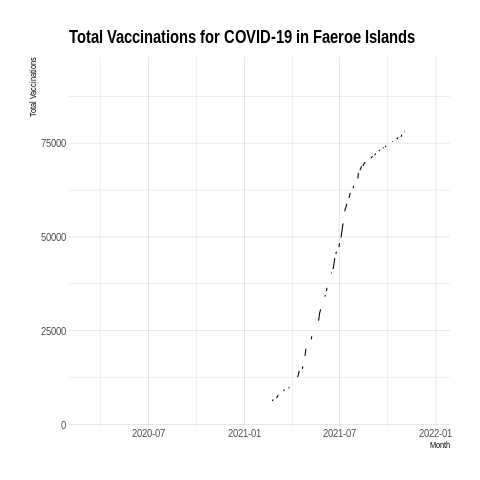 Total Vaccinations for COVID-19 in Faeroe Islands
Total Vaccinations
75000
50000
25000
0
2020-07 2021-01 2021-07 2022-01
Month